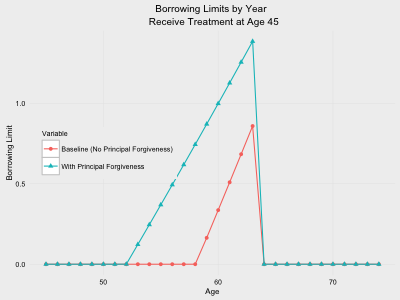 Borrowing Limits by Year
Receive Treatment at Age 45
Borrowing Limit
1.0
0.5
0.0
Variable
Baseline (No Principal Forgiveness)
With Principal Forgiveness
50
60
70
Age